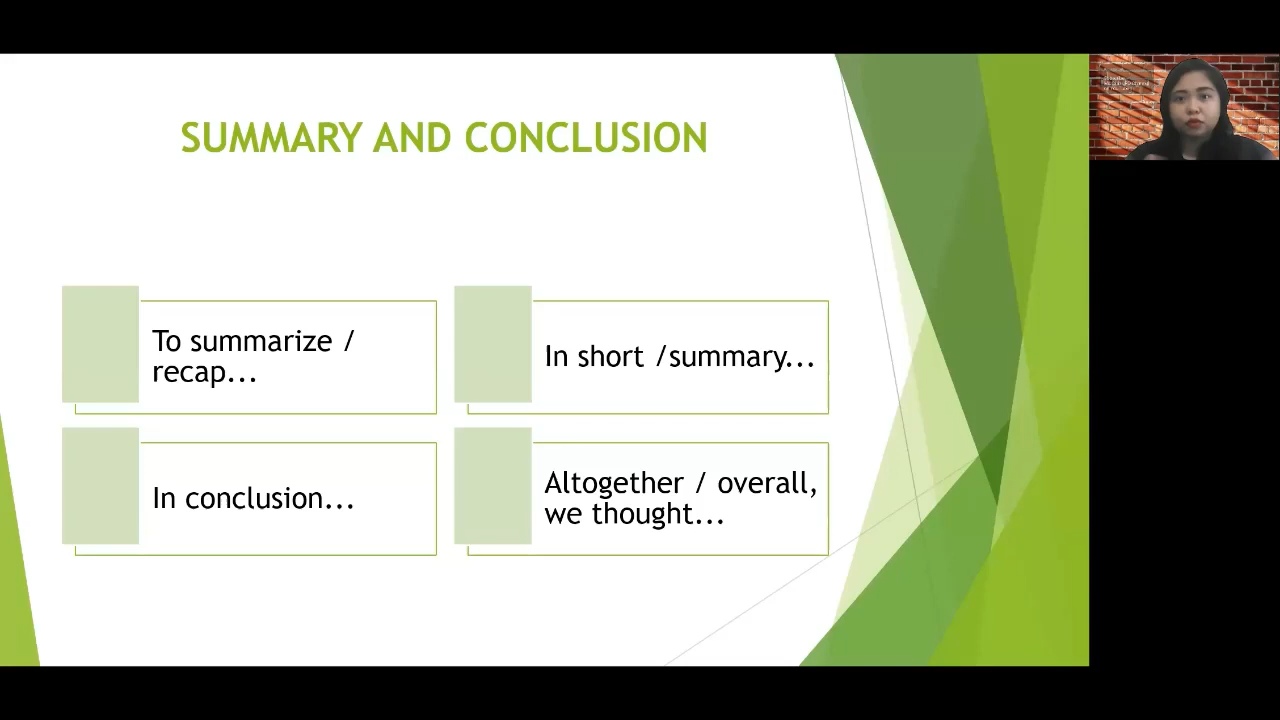 SUMMARY AND CONCLUSION
To summarize /
recap...
In short /summary...
In conclusion...
Altogether / overall,
we thought...